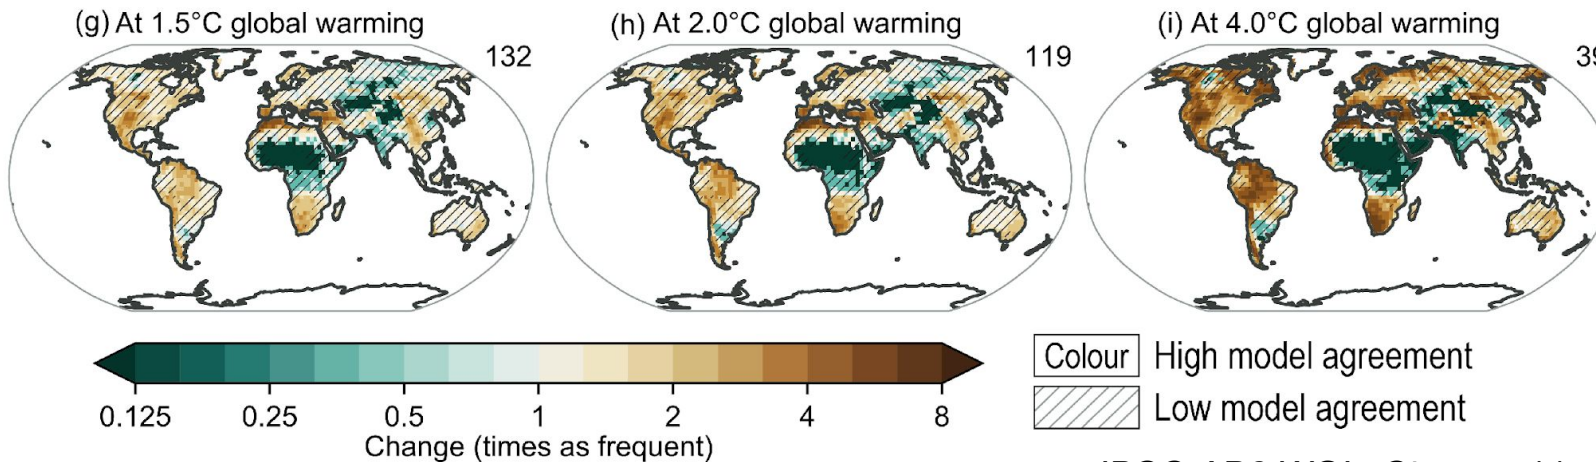 (g) At 1.5°C global warming
(h) At 2.0°C global warming
(i) At 4.0°C global warming
132
119
39
Colour High model agreement
Low model agreement
0.125 0.25 0.5 1 2 4 8
Change (times as frequent)